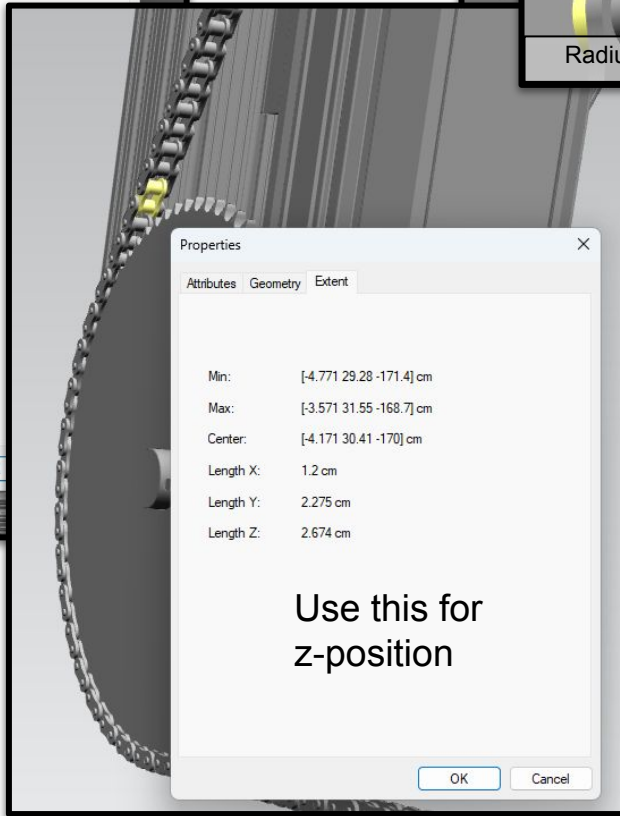 Properties
Attributes Geometry Extent
Min: [-4.771 29.28 -171.4] cm
Max: [-3.571 31.55 -168.7] cm
Center: [-4.171 30.41 -170] cm
Length X: 1.2 cm
Length Y: 2.275 cm
Length Z: 2.674 cm
Use this for
z-position
OK Cancel